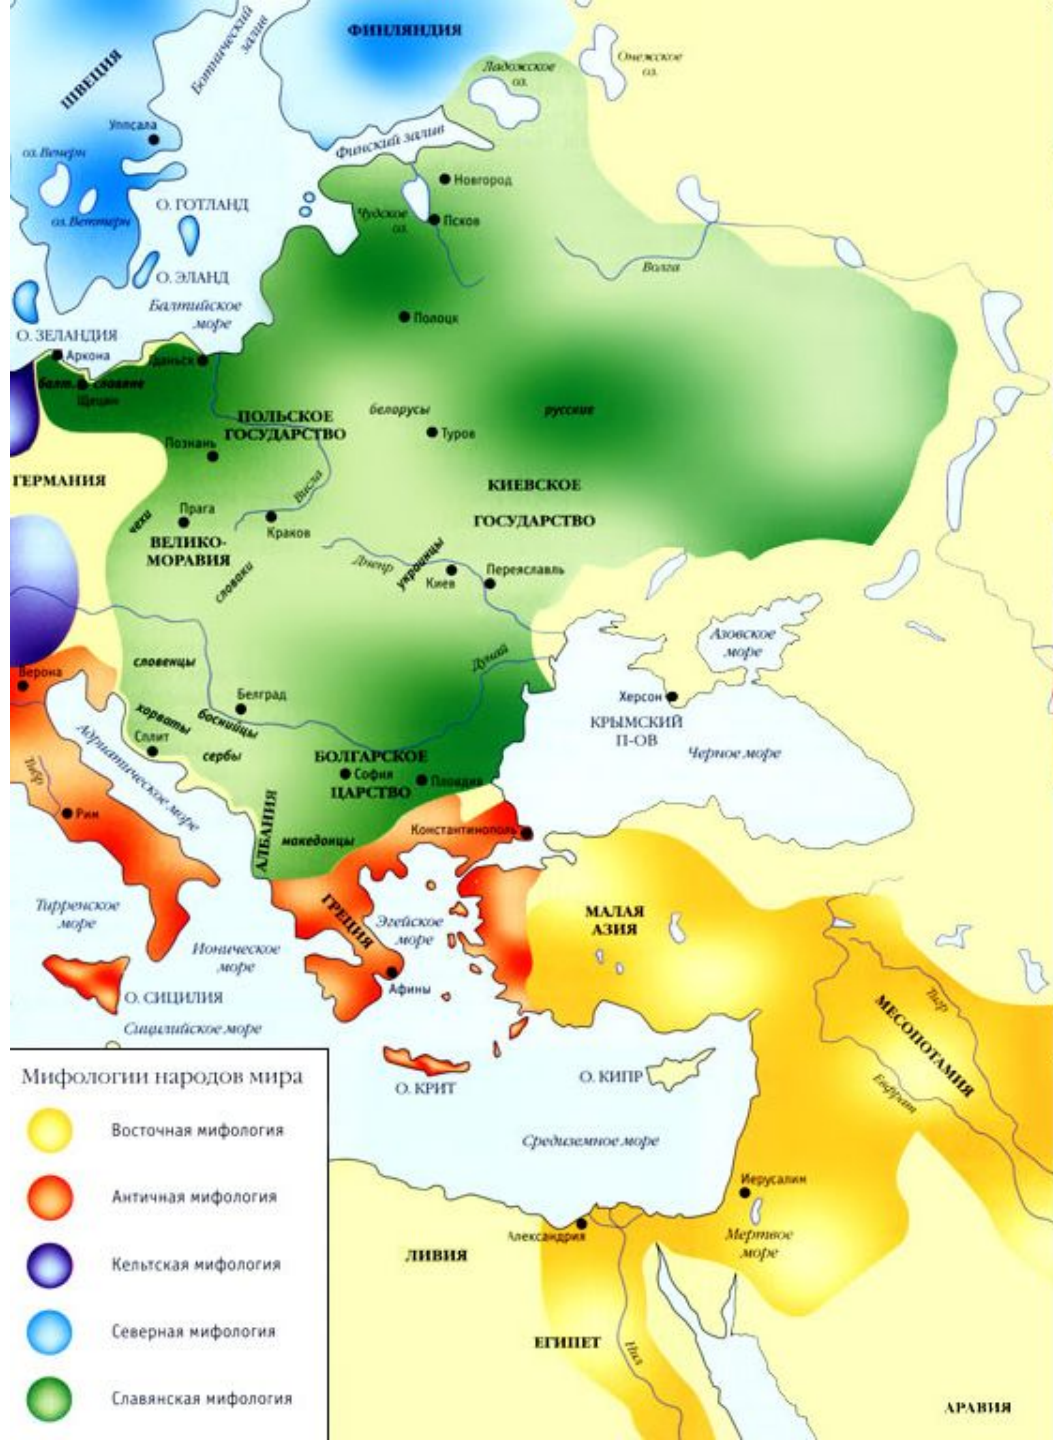 ФИНЛЯНДИЯ
ШВЕЦИЯ
Ботнический
залив
Онежское
оз.
Ладожское
оз.
Уппсала
Финский залив
оз. Венерн
Новгород
О. ГОТЛАНД
оз. Веттерн
Чудское
оз.
Псков
Волга
О. ЭЛАНД
Балтийское
море
Полоцк
О. ЗЕЛАНДИЯ
Аркона
Гданьск
балт. славяне
Щецин
ПОЛЬСКОЕ
ГОСУДАРСТВО
белорусы
русские
Туров
Познань
ГЕРМАНИЯ
Висла
КИЕВСКОЕ
ГОСУДАРСТВО
Прага
чехи
Краков
ВЕЛИКО-
МОРАВИЯ
словаки
Днепр
украинцы
Киев
Переяславль
Азовское
море
словенцы
Дунай
Верона
Белград
Херсон
хорваты
боснийцы
КРЫМСКИЙ
П-ОВ
Сплит
сербы
Черное море
Адриатическое море
БОЛГАРСКОЕ
ЦАРСТВО
София
Пловдив
Тибр
Рим
АЛБАНИЯ
македонцы
Константинополь
Тирренское
море
ГРЕЦИЯ
Эгейское
море
МАЛАЯ
АЗИЯ
Ионическое
море
Афины
О. СИЦИЛИЯ
Сицилийское море
Тигр
МЕСОПОТАМИЯ
Евфрат
О. КРИТ
О. КИПР
Средиземное море
Иерусалим
Александрия
Мертвое
море
ЛИВИЯ
ЕГИПЕТ
Нил
АРАВИЯ
Мифологии народов мира
Восточная мифология
Античная мифология
Кельтская мифология
Северная мифология
Славянская мифология